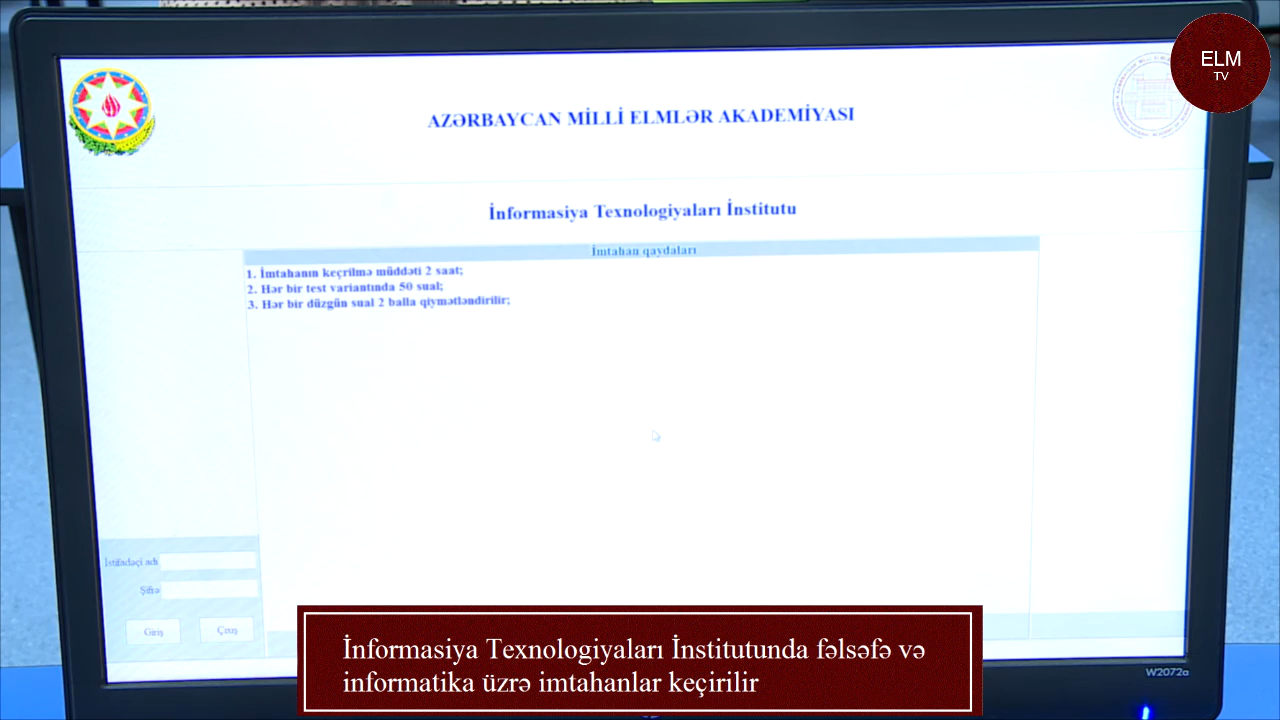 ELM
TV
AZƏRBAYCAN MİLLİ ELMLƏR AKADEMİYASI
İnformasiya Texnologiyaları İnstitutu
İmtahan qaydaları
1. İmtahanın keçrilmə müddəti 2 saat;
2. Hər bir test variantında 50 sual;
3. Hər bir düzgün sual 2 balla qiymətləndirilir;
İstifadəçi adı
Şifrə
Giriş
Çıxış
İnformasiya Texnologiyaları İnstitutunda fəlsəfə və
informatika üzrə imtahanlar keçirilir
W2072a